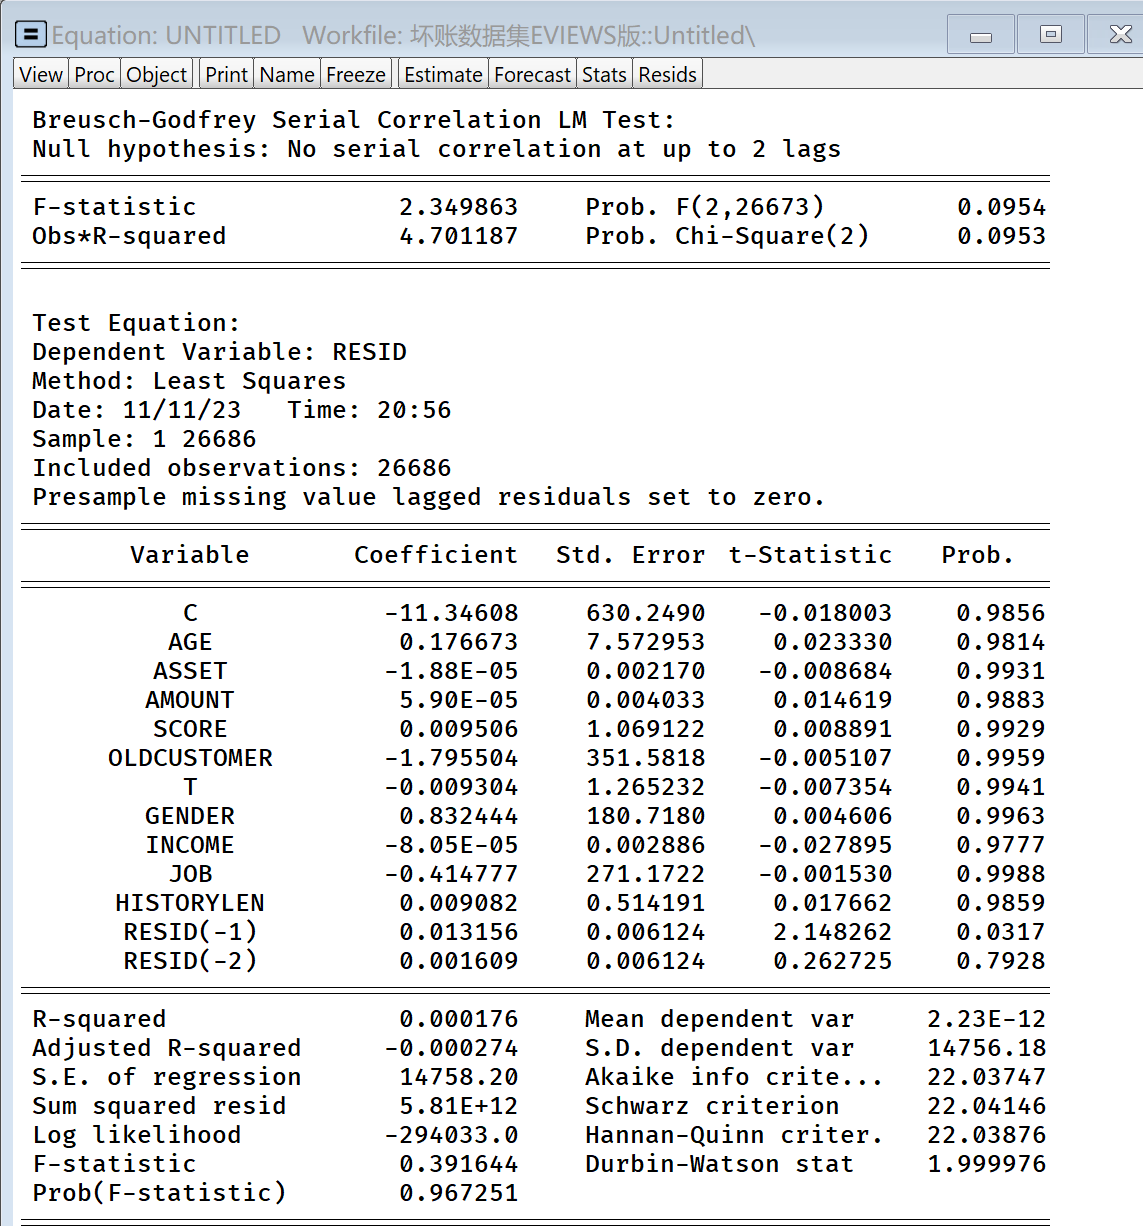 Equation: UNTITLED Workfile: 坏账数据集EVIEWS版::Untitled\
View Proc Object Print Name Freeze Estimate Forecast Stats Resids
Breusch-Godfrey Serial Correlation LM Test:
Null hypothesis: No serial correlation at up to 2 lags
F-statistic 2.349863 Prob. F(2,26673) 0.0954
Obs*R-squared 4.701187 Prob. Chi-Square(2) 0.0953
Test Equation:
Dependent Variable: RESID
Method: Least Squares
Date: 11/11/23 Time: 20:56
Sample: 1 26686
Included observations: 26686
Presample missing value lagged residuals set to zero.
Variable Coefficient Std. Error t-Statistic Prob.
C -11.34608 630.2490 -0.018003 0.9856
AGE 0.176673 7.572953 0.023330 0.9814
ASSET -1.88E-05 0.002170 -0.008684 0.9931
AMOUNT 5.90E-05 0.004033 0.014619 0.9883
SCORE 0.009506 1.069122 0.008891 0.9929
OLDCUSTOMER -1.795504 351.5818 -0.005107 0.9959
T -0.009304 1.265232 -0.007354 0.9941
GENDER 0.832444 180.7180 0.004606 0.9963
INCOME -8.05E-05 0.002886 -0.027895 0.9777
JOB -0.414777 271.1722 -0.001530 0.9988
HISTORYLEN 0.009082 0.514191 0.017662 0.9859
RESID(-1) 0.013156 0.006124 2.148262 0.0317
RESID(-2) 0.001609 0.006124 0.262725 0.7928
R-squared 0.000176 Mean dependent var 2.23E-12
Adjusted R-squared -0.000274 S.D. dependent var 14756.18
S.E. of regression 14758.20 Akaike info crite... 22.03747
Sum squared resid 5.81E+12 Schwarz criterion 22.04146
Log likelihood -294033.0 Hannan-Quinn criter. 22.03876
F-statistic 0.391644 Durbin-Watson stat 1.999976
Prob(F-statistic) 0.967251